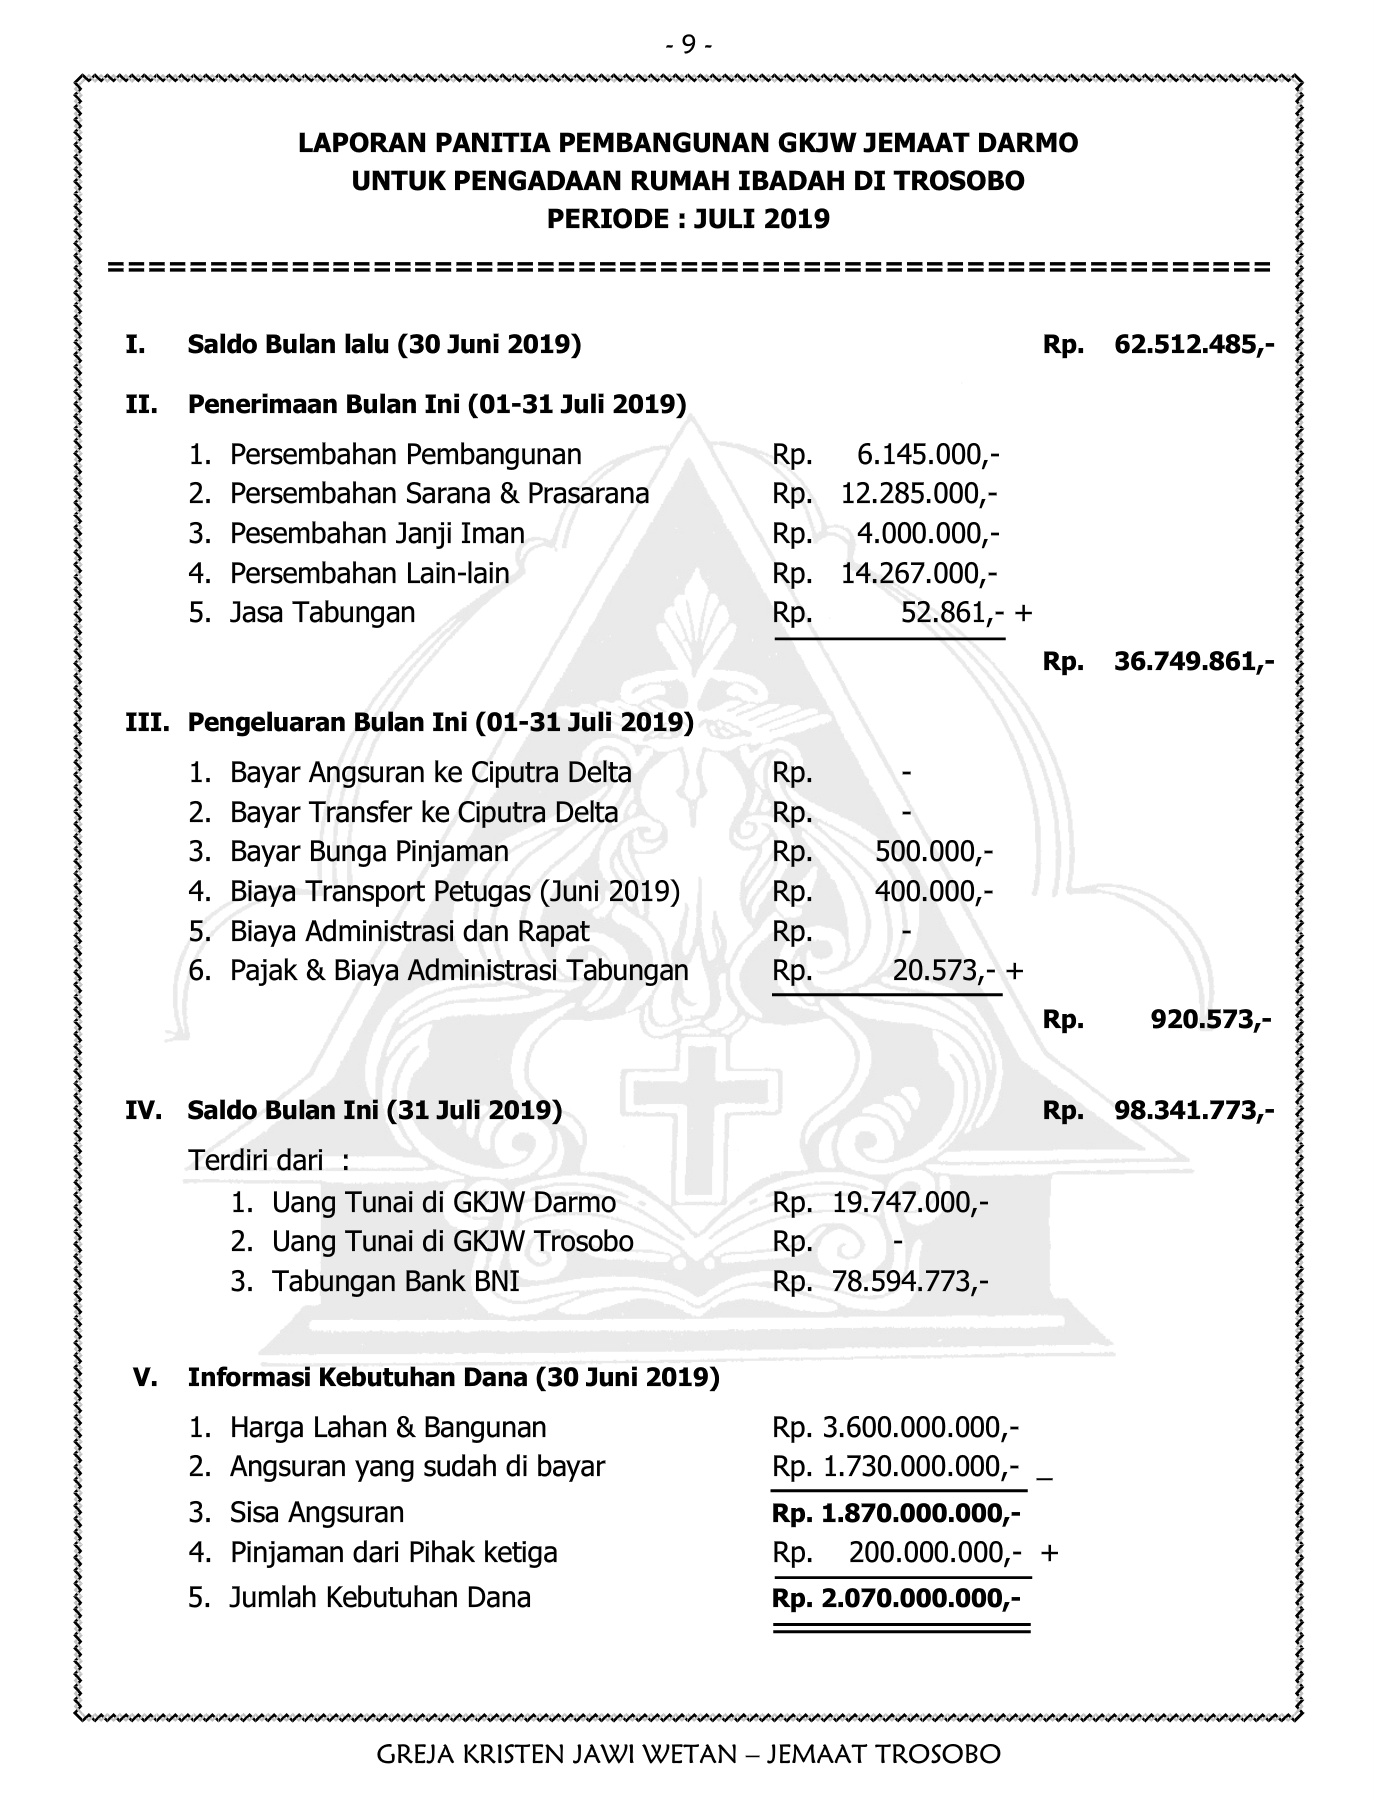 - 9 -
LAPORAN PANITIA PEMBANGUNAN GKJW JEMAAT DARMO
UNTUK PENGADAAN RUMAH IBADAH DI TROSOBO
PERIODE : JULI 2019
=========================================================
I. Saldo Bulan lalu (30 Juni 2019) Rp. 62.512.485,-
II. Penerimaan Bulan Ini (01-31 Juli 2019)
1. Persembahan Pembangunan Rp. 6.145.000,-
2. Persembahan Sarana & Prasarana Rp. 12.285.000,-
3. Pesembahan Janji Iman Rp. 4.000.000,-
4. Persembahan Lain-lain Rp. 14.267.000,-
5. Jasa Tabungan Rp. 52.861,- +
Rp. 36.749.861,-
III. Pengeluaran Bulan Ini (01-31 Juli 2019)
1. Bayar Angsuran ke Ciputra Delta Rp. -
2. Bayar Transfer ke Ciputra Delta Rp. -
3. Bayar Bunga Pinjaman Rp. 500.000,-
4. Biaya Transport Petugas (Juni 2019) Rp. 400.000,-
5. Biaya Administrasi dan Rapat Rp. -
6. Pajak & Biaya Administrasi Tabungan Rp. 20.573,- +
Rp. 920.573,-
IV. Saldo Bulan Ini (31 Juli 2019) Rp. 98.341.773,-
Terdiri dari :
1. Uang Tunai di GKJW Darmo Rp. 19.747.000,-
2. Uang Tunai di GKJW Trosobo Rp. -
3. Tabungan Bank BNI Rp. 78.594.773,-
V. Informasi Kebutuhan Dana (30 Juni 2019)
1. Harga Lahan & Bangunan Rp. 3.600.000.000,-
2. Angsuran yang sudah di bayar Rp. 1.730.000.000,- _
3. Sisa Angsuran Rp. 1.870.000.000,-
4. Pinjaman dari Pihak ketiga Rp. 200.000.000,- +
5. Jumlah Kebutuhan Dana Rp. 2.070.000.000,-
GREJA KRISTEN JAWI WETAN – JEMAAT TROSOBO